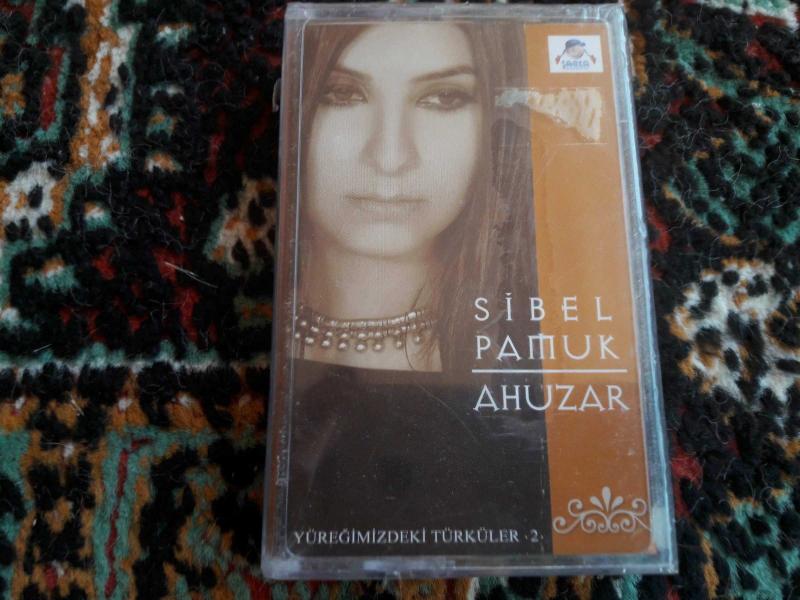 SİBEL
PAMUK
AHUZAR
YÜREĞİMİZDEKİ TÜRKÜLER -2-